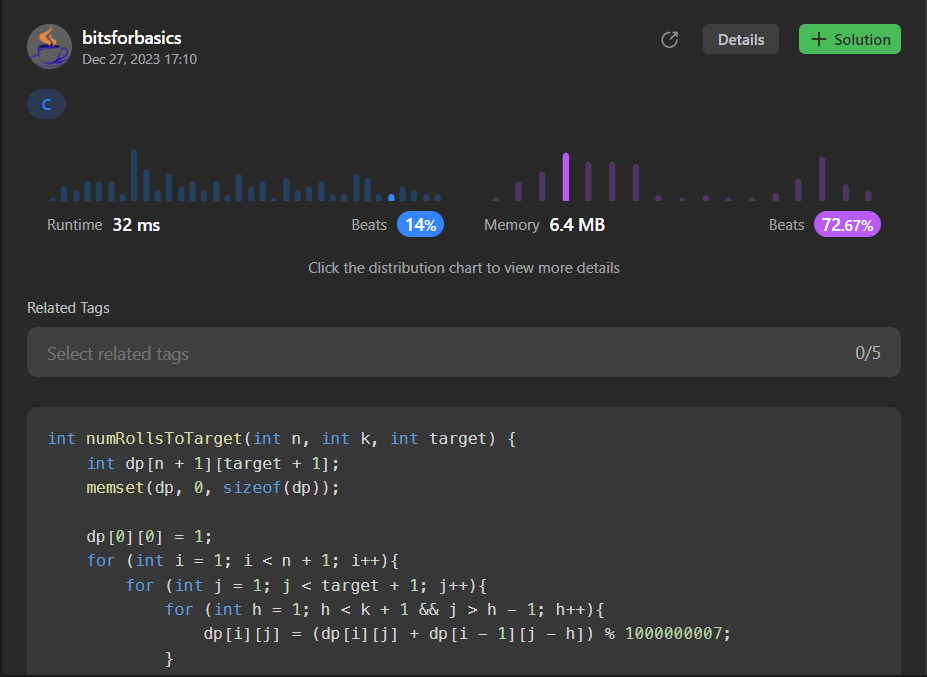 bitsforbasics
Dec 27, 2023 17:10
Details
+ Solution
C
Runtime 32 ms
Beats 14%
Memory 6.4 MB
Beats 72.67%
Click the distribution chart to view more details
Related Tags
Select related tags 0/5
int numRollsToTarget(int n, int k, int target) {
    int dp[n + 1][target + 1];
    memset(dp, 0, sizeof(dp));
    dp[0][0] = 1;
    for (int i = 1; i < n + 1; i++){
        for (int j = 1; j < target + 1; j++){
            for (int h = 1; h < k + 1 && j > h - 1; h++){
                dp[i][j] = (dp[i][j] + dp[i - 1][j - h]) % 1000000007;
            }